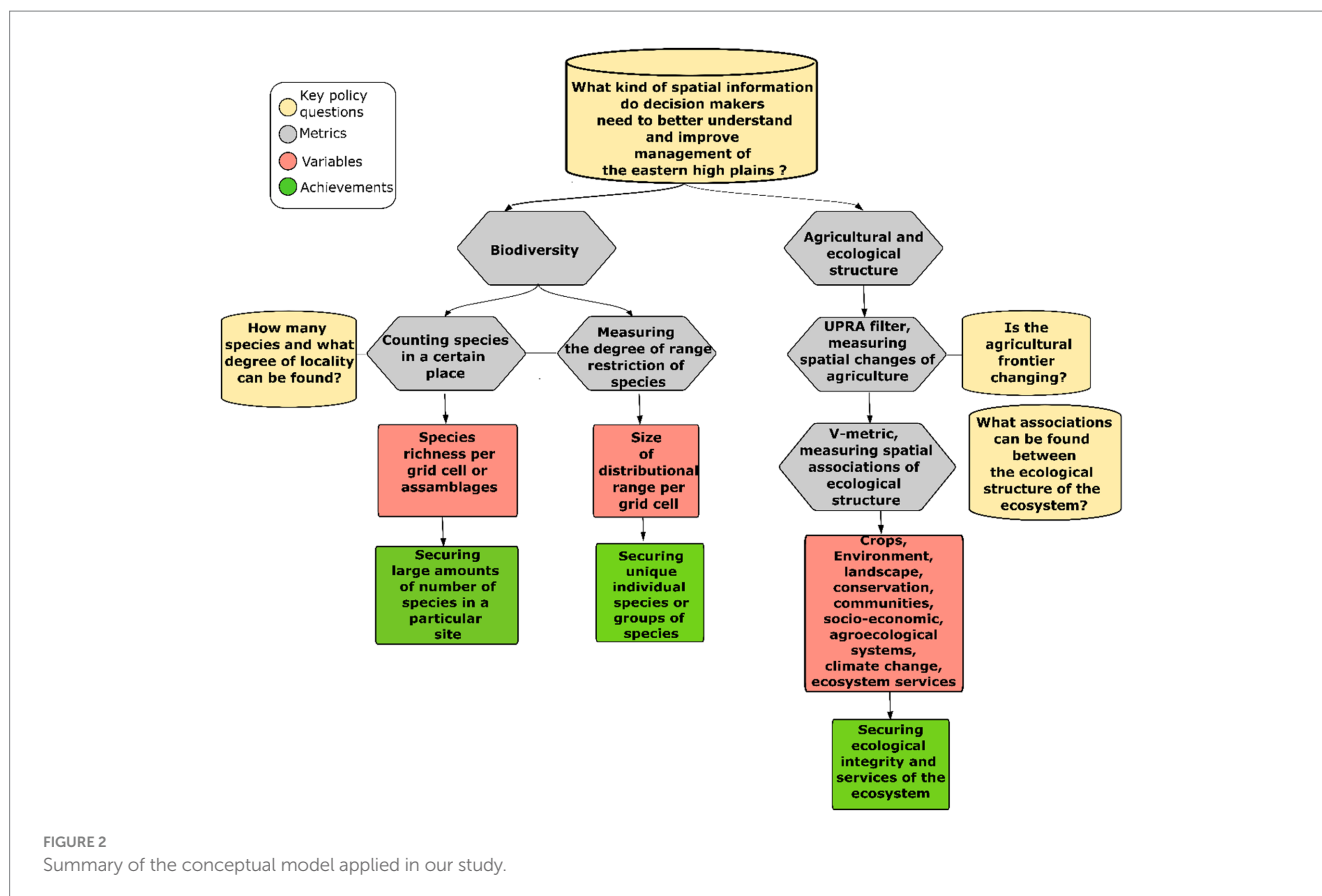 What kind of spatial information
do decision makers
need to better understand
and improve
management of
the eastern high plains ?
Key policy
questions
Metrics
Variables
Achievements
Biodiversity
Agricultural and
ecological
structure
How many
species and what
degree of locality
can be found?
Counting species
in a certain
place
Measuring
the degree of range
restriction of
species
UPRA filter,
measuring
spatial changes of
agriculture
Is the
agricultural
frontier
changing?
Species
richness per
grid cell or
assamblages
Size
of
distributional
range per
grid cell
V-metric,
measuring spatial
associations of
ecological
structure
What associations
can be found
between
the ecological
structure of the
ecosystem?
Securing
large amounts
of number of
species in a
particular
site
Securing
unique
individual
species or
groups of
species
Crops,
Environment,
landscape,
conservation,
communities,
socio-economic,
agroecological
systems,
climate change,
ecosystem services
Securing
ecological
integrity and
services of the
ecosystem
FIGURE 2
Summary of the conceptual model applied in our study.